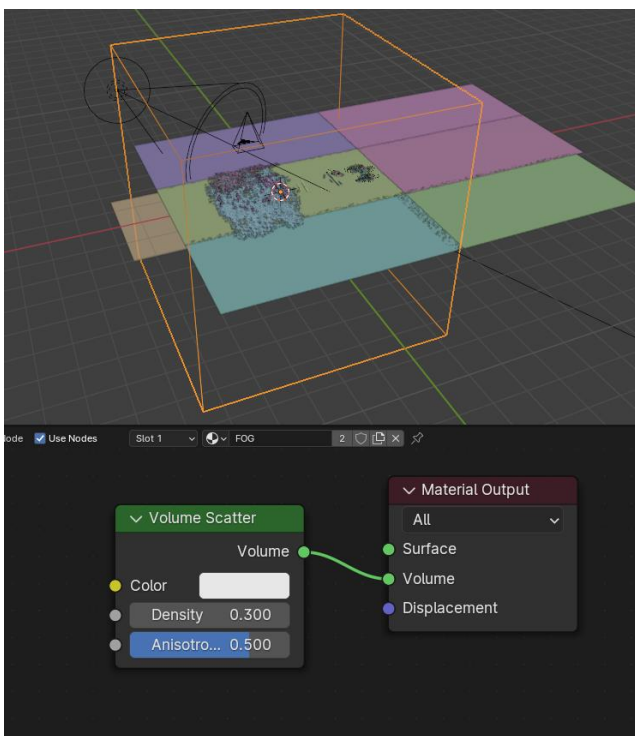 lode Use Nodes Slot 1 FOG 2
Material Output
All
Surface
Volume
Displacement
Volume Scatter
Volume
Color
Density 0.300
Anisotro... 0.500